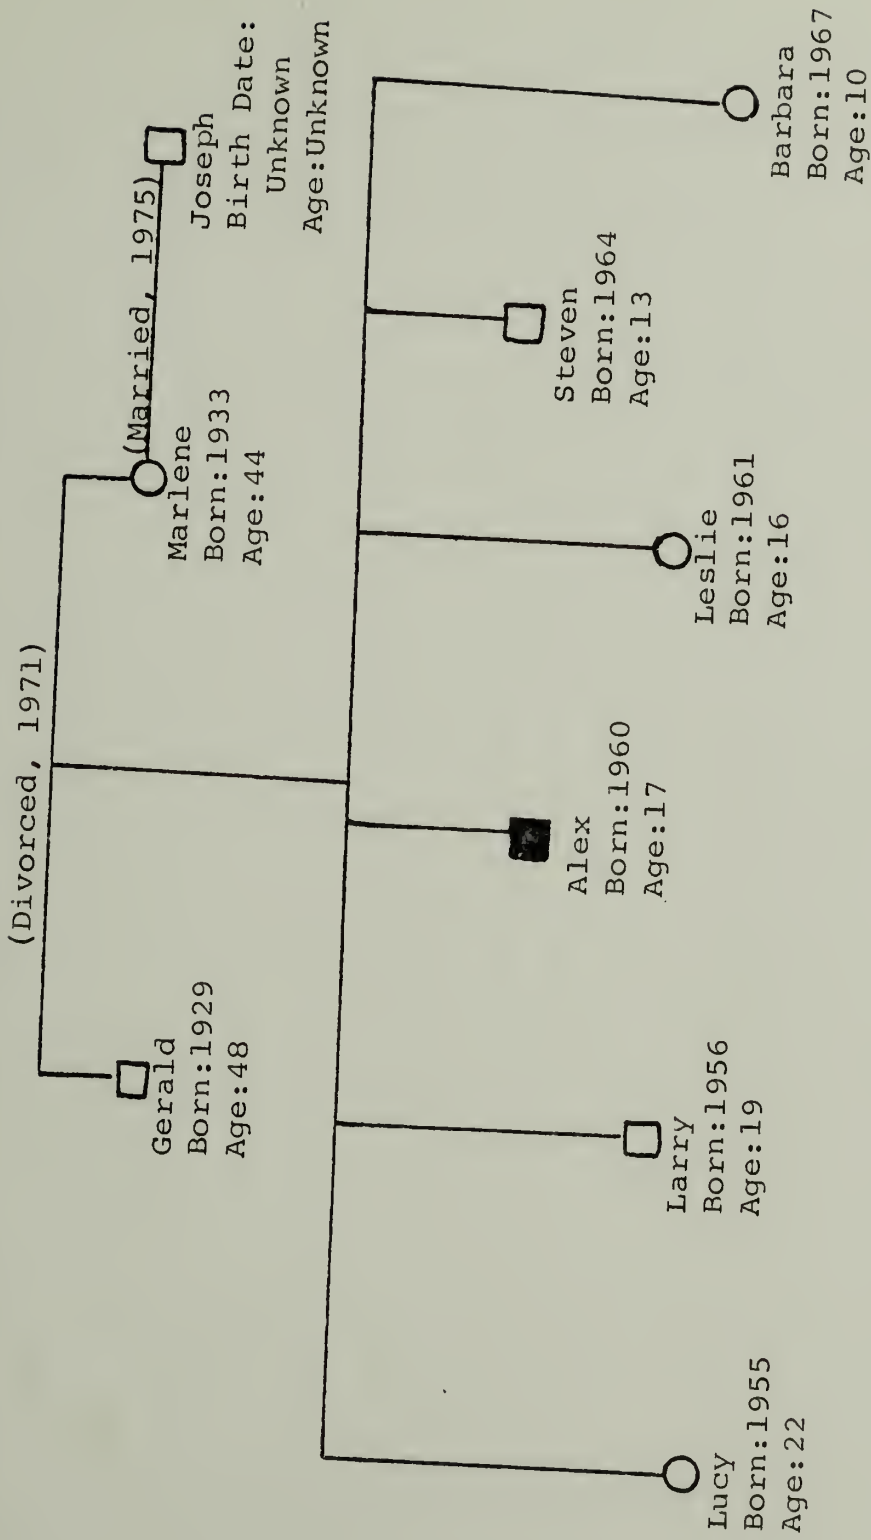 (Divorced, 1971)
(Married, 1975)
Gerald
Born:1929
Age:48
Marlene
Born:1933
Age:44
Joseph
Birth Date:
Unknown
Age:Unknown
Lucy
Born:1955
Age:22
Larry
Born:1956
Age:19
Alex
Born:1960
Age:17
Leslie
Born:1961
Age:16
Steven
Born:1964
Age:13
Barbara
Born:1967
Age:10